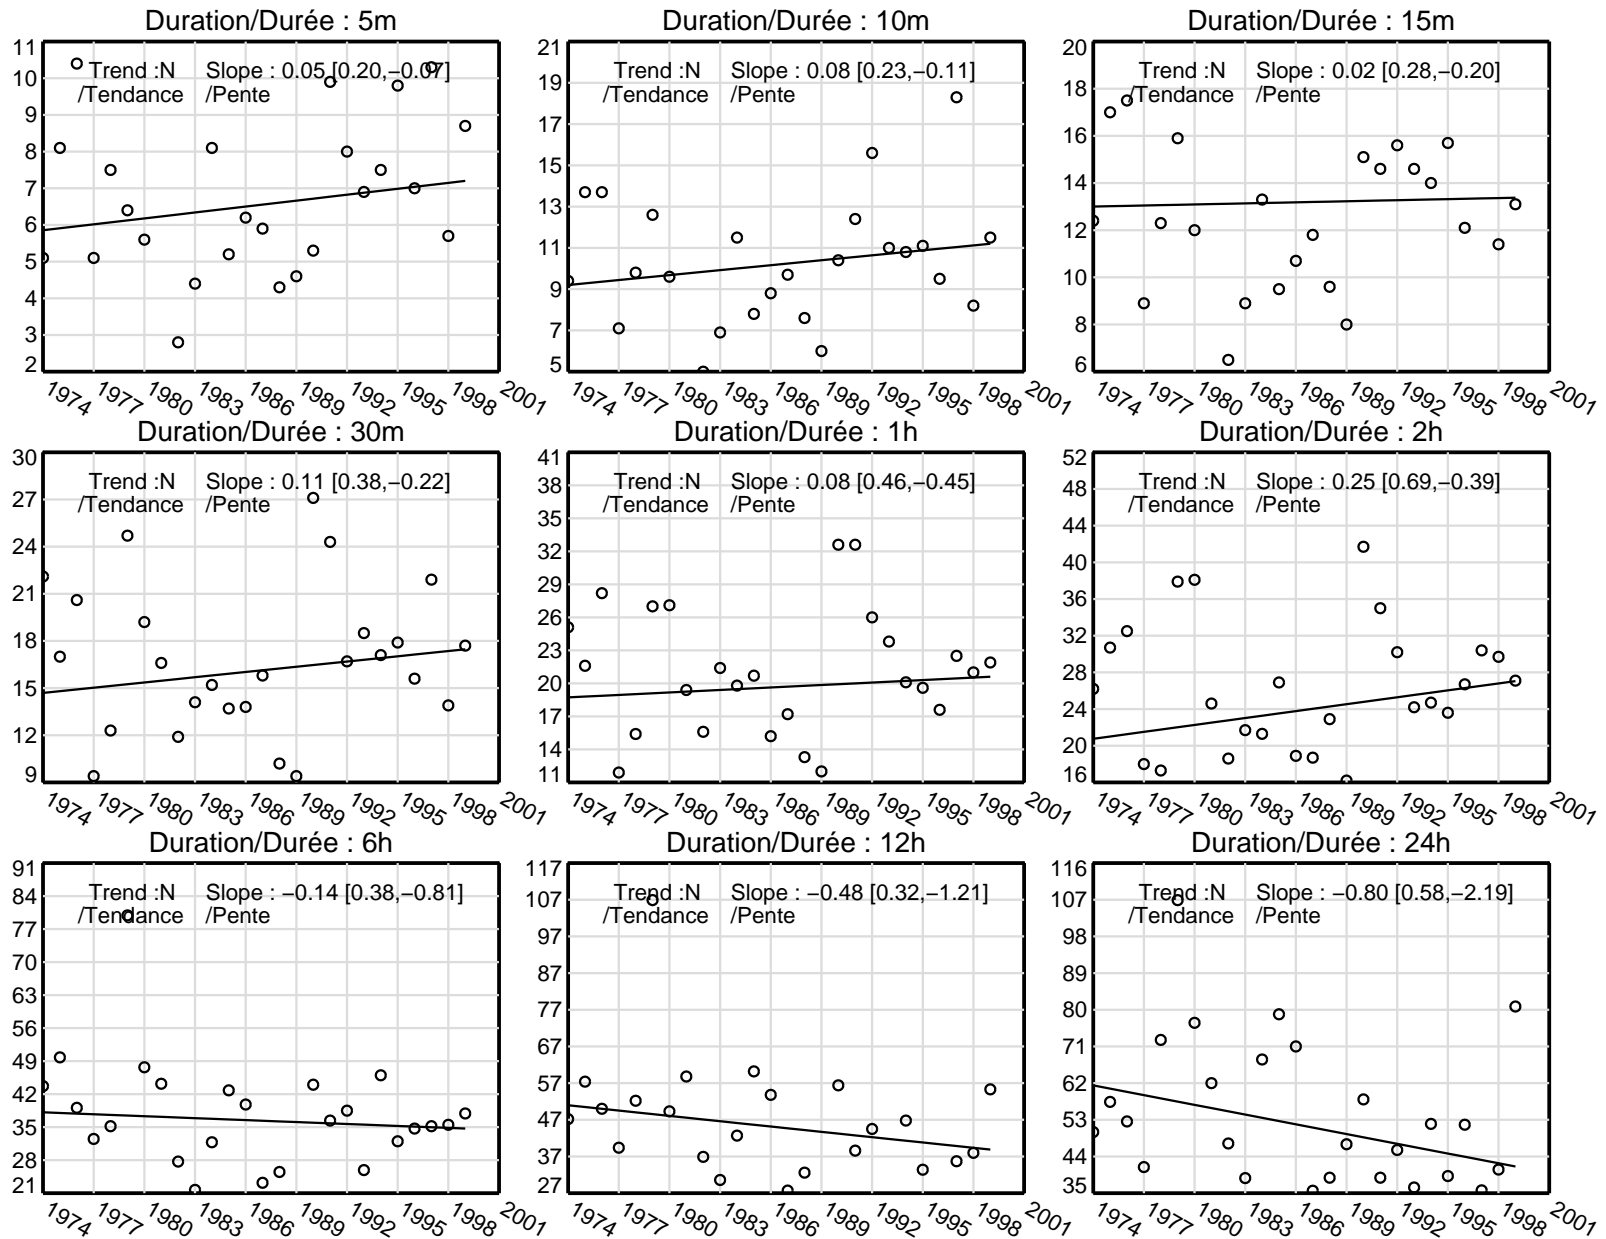 Duration/Durée : 5m
11
10
9
8
7
6
5
4
3
2
Trend :N Slope : 0.05 [0.20,−0.07]
/Tendance /Pente
1974 1977 1980 1983 1986 1989 1992 1995 1998 2001
Duration/Durée : 10m
21
19
17
15
13
11
9
7
5
Trend :N Slope : 0.08 [0.23,−0.11]
/Tendance /Pente
1974 1977 1980 1983 1986 1989 1992 1995 1998 2001
Duration/Durée : 15m
20
18
16
14
12
10
8
6
Trend :N Slope : 0.02 [0.28,−0.20]
/Tendance /Pente
1974 1977 1980 1983 1986 1989 1992 1995 1998 2001
Duration/Durée : 30m
30
27
24
21
18
15
12
9
Trend :N Slope : 0.11 [0.38,−0.22]
/Tendance /Pente
1974 1977 1980 1983 1986 1989 1992 1995 1998 2001
Duration/Durée : 1h
41
38
35
32
29
26
23
20
17
14
11
Trend :N Slope : 0.08 [0.46,−0.45]
/Tendance /Pente
1974 1977 1980 1983 1986 1989 1992 1995 1998 2001
Duration/Durée : 2h
52
48
44
40
36
32
28
24
20
16
Trend :N Slope : 0.25 [0.69,−0.39]
/Tendance /Pente
1974 1977 1980 1983 1986 1989 1992 1995 1998 2001
Duration/Durée : 6h
91
84
77
70
63
56
49
42
35
28
21
Trend :N Slope : −0.14 [0.38,−0.81]
/Tendance /Pente
1974 1977 1980 1983 1986 1989 1992 1995 1998 2001
Duration/Durée : 12h
117
107
97
87
77
67
57
47
37
27
Trend :N Slope : −0.48 [0.32,−1.21]
/Tendance /Pente
1974 1977 1980 1983 1986 1989 1992 1995 1998 2001
Duration/Durée : 24h
116
107
98
89
80
71
62
53
44
35
Trend :N Slope : −0.80 [0.58,−2.19]
/Tendance /Pente
1974 1977 1980 1983 1986 1989 1992 1995 1998 2001